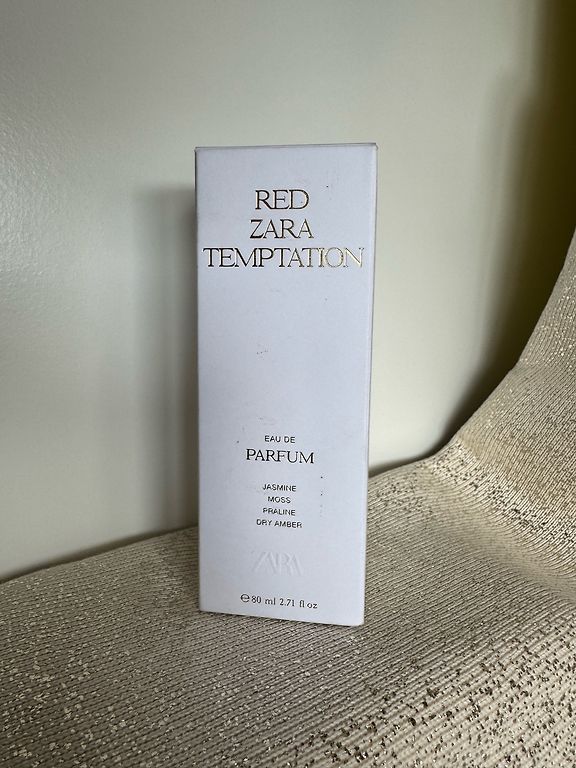 RED
ZARA
TEMPTATION
EAU DE
PARFUM
JASMINE
MOSS
PRALINE
DRY AMBER
ZARA
℮80 ml 2.71 fl oz